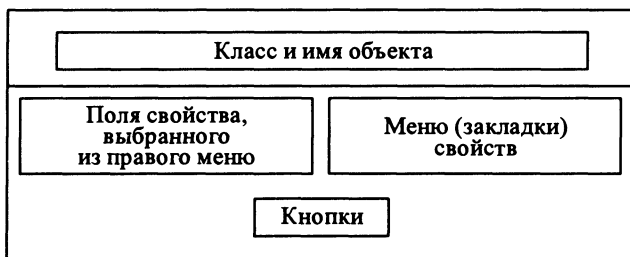 Класс и имя объекта
Поля свойства,
выбранного
из правого меню
Меню (закладки)
свойств
Кнопки